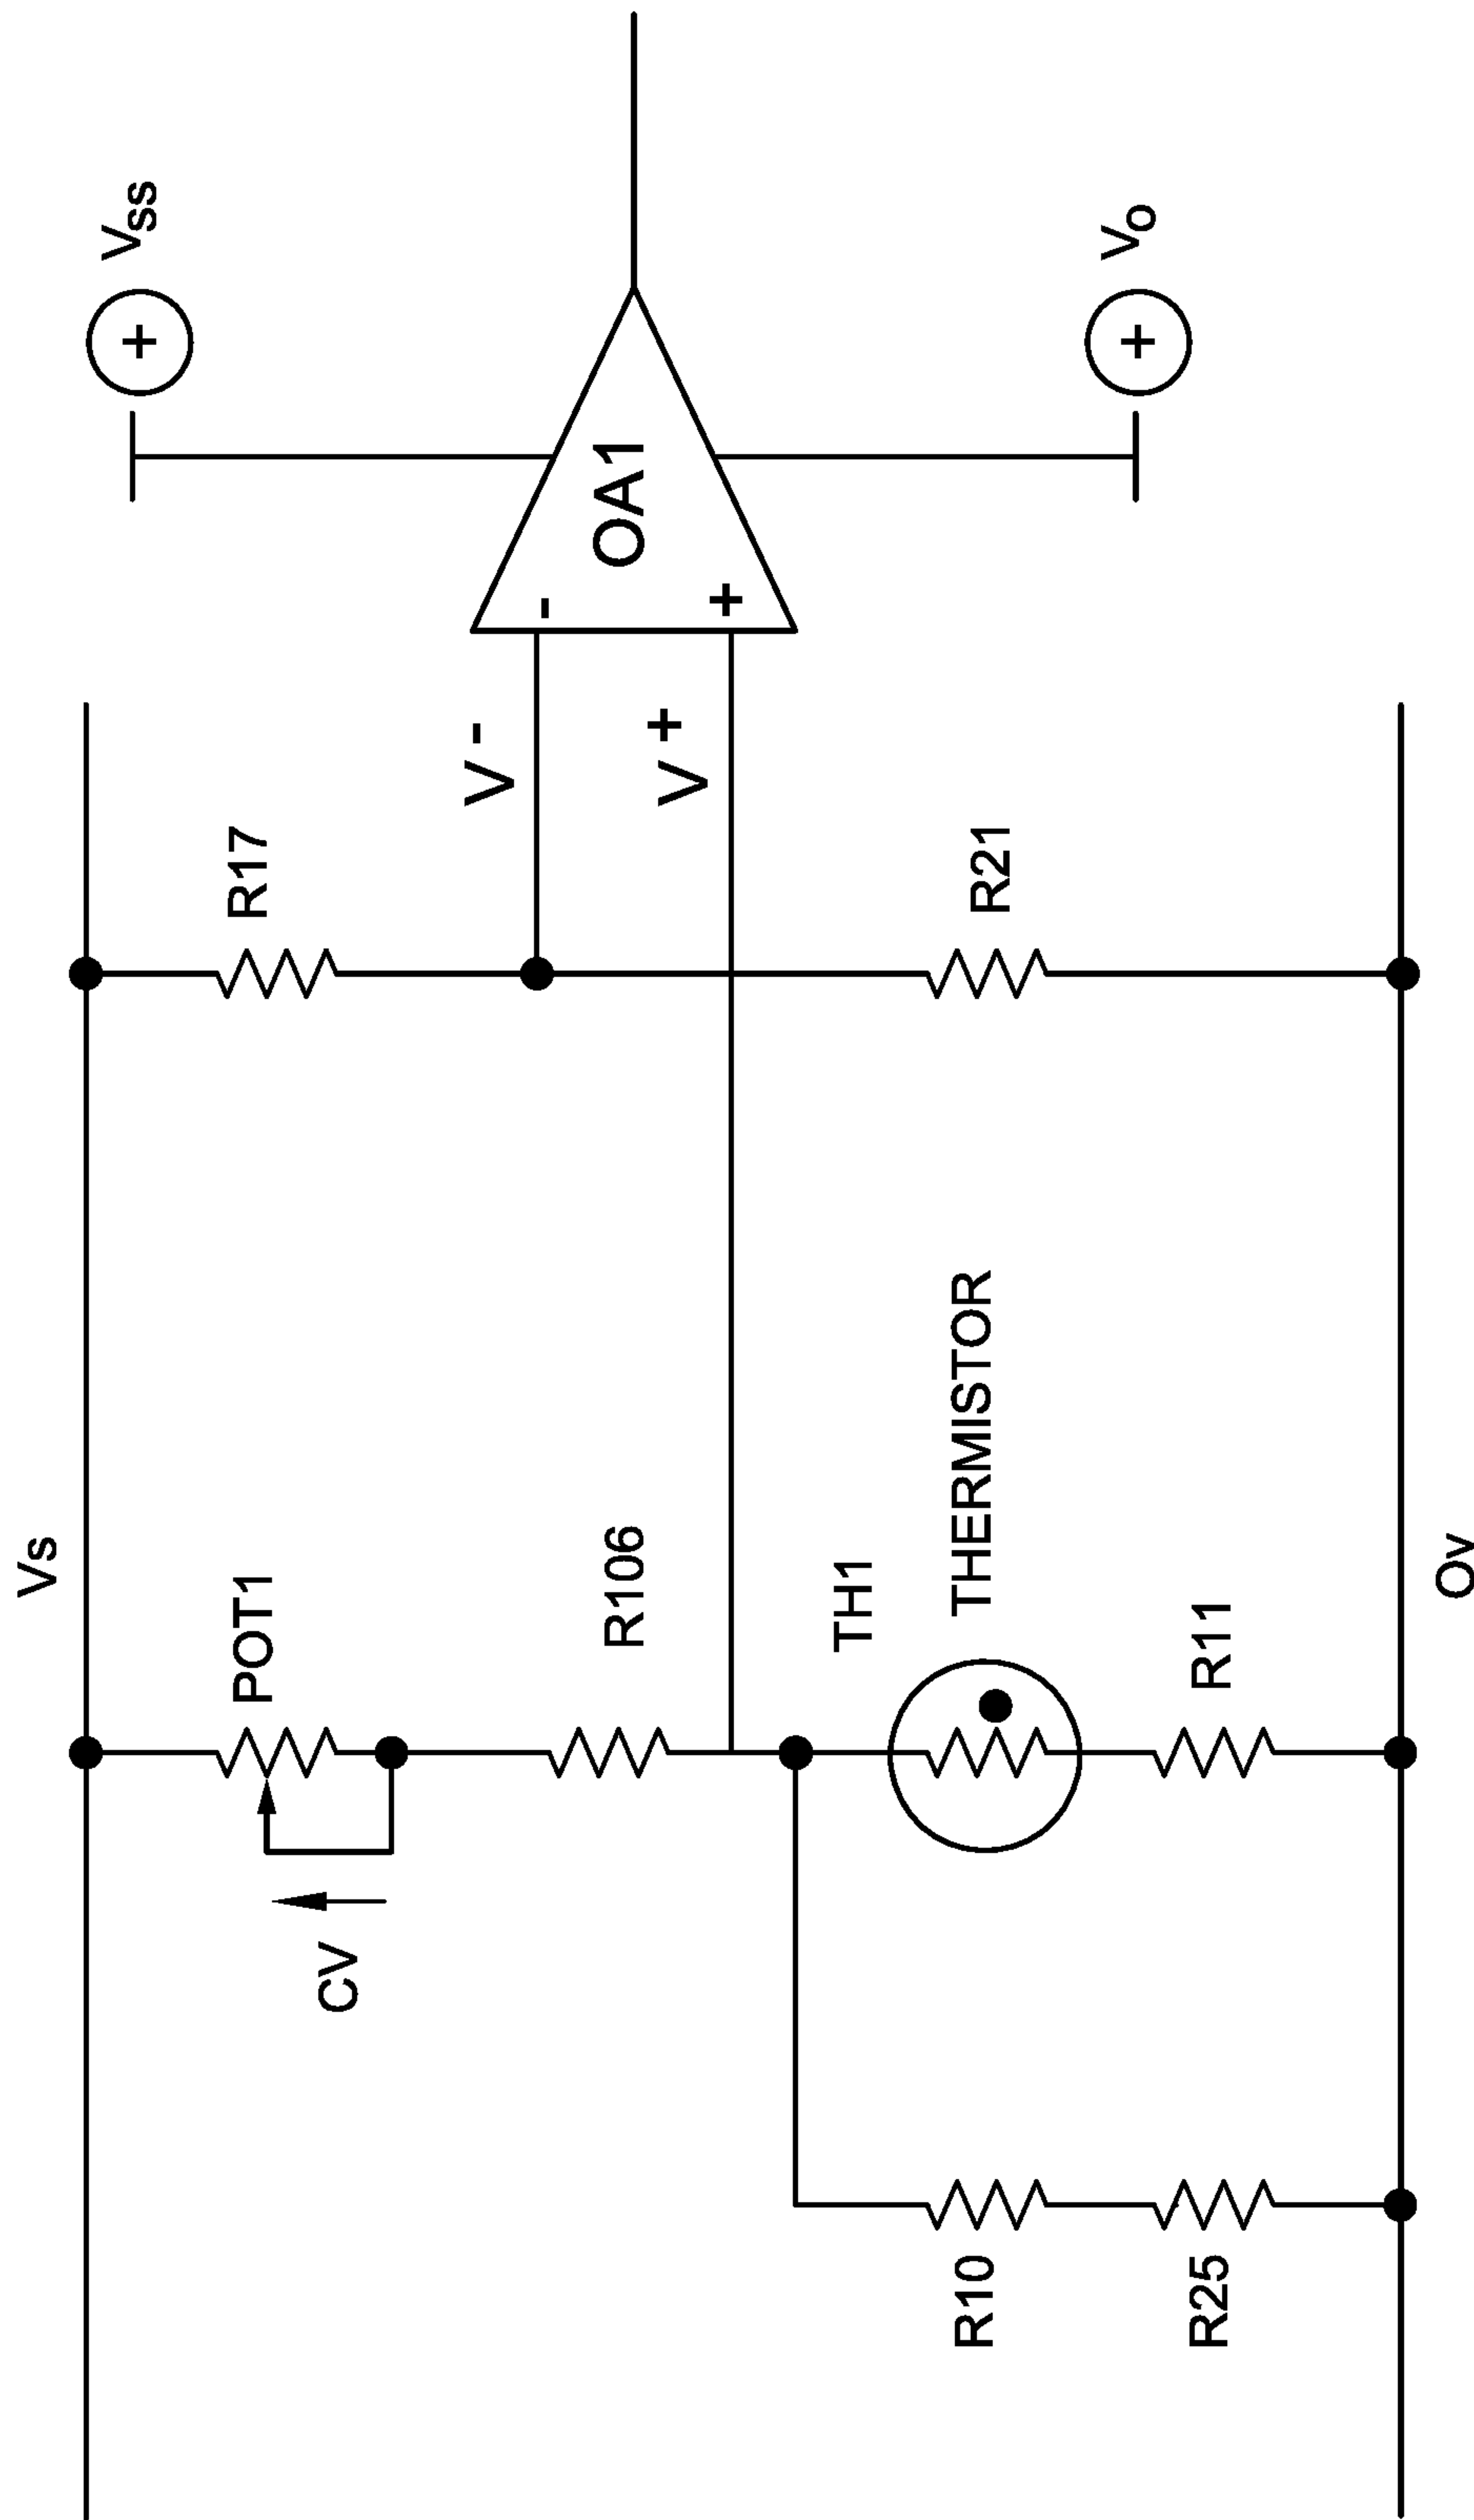 Vs
POT1
CV
R106
R17
V -
V +
-
+
OA1
+
Vss
TH1
THERMISTOR
R10
R25
R11
R21
+
Vo
Ov